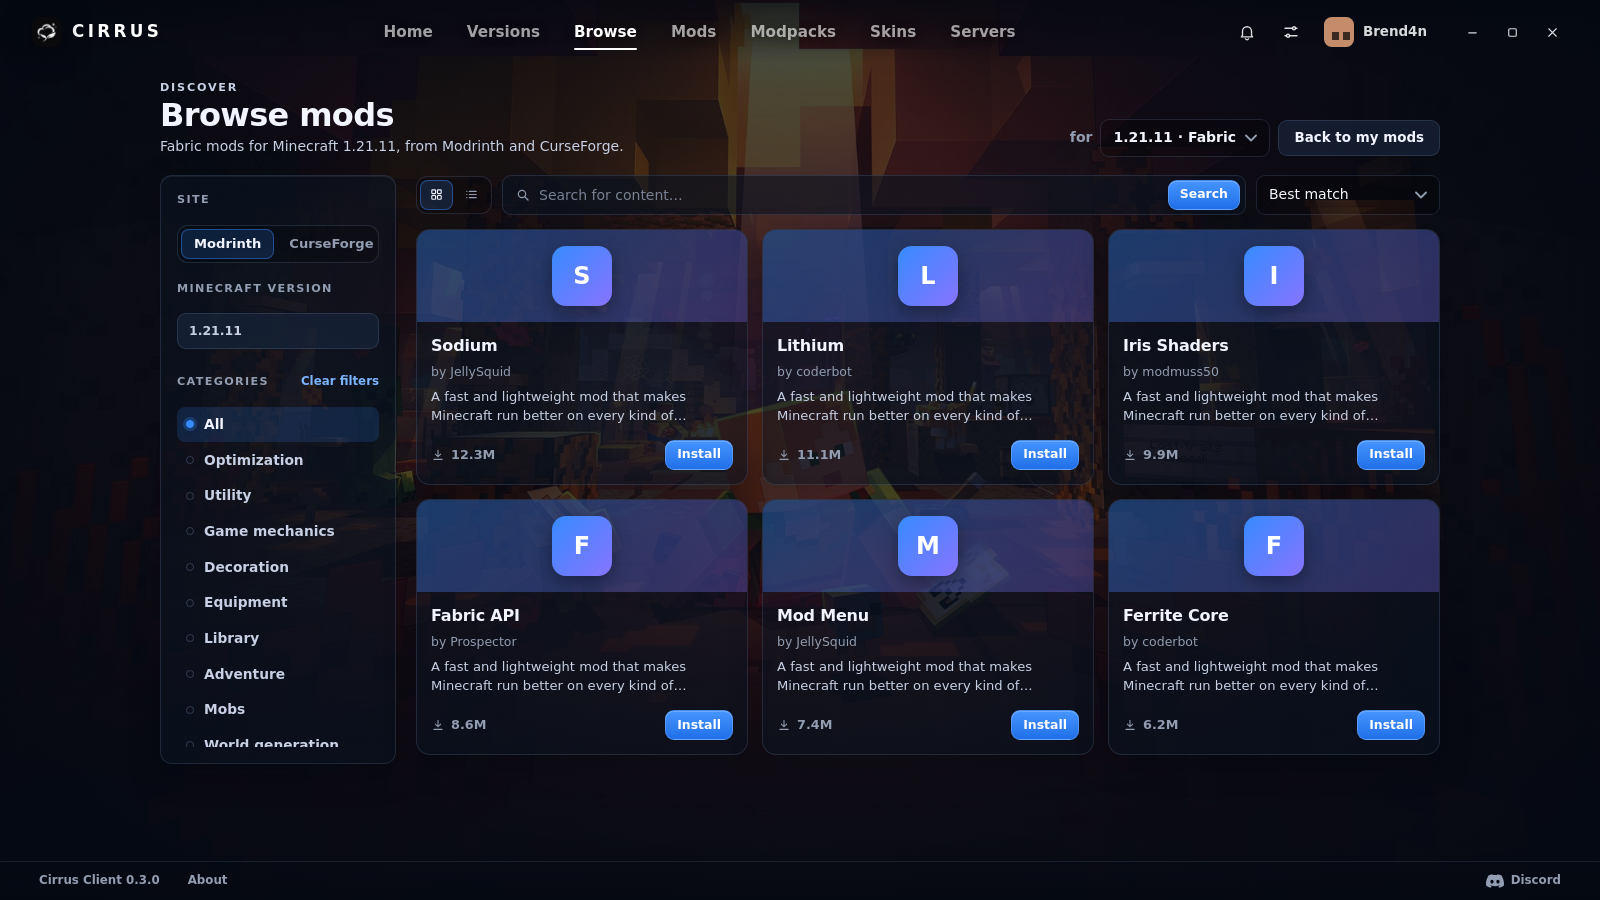 CIRRUS
Home Versions Browse Mods Modpacks Skins Servers
Brend4n
DISCOVER
Browse mods
Fabric mods for Minecraft 1.21.11, from Modrinth and CurseForge.
for 1.21.11 · Fabric Back to my mods
SITE
Modrinth CurseForge
MINECRAFT VERSION
1.21.11
CATEGORIES Clear filters
All
Optimization
Utility
Game mechanics
Decoration
Equipment
Library
Adventure
Mobs
World generation
Search for content... Search Best match
S
Sodium
by JellySquid
A fast and lightweight mod that makes
Minecraft run better on every kind of...
12.3M Install
L
Lithium
by coderbot
A fast and lightweight mod that makes
Minecraft run better on every kind of...
11.1M Install
I
Iris Shaders
by modmuss50
A fast and lightweight mod that makes
Minecraft run better on every kind of...
9.9M Install
F
Fabric API
by Prospector
A fast and lightweight mod that makes
Minecraft run better on every kind of...
8.6M Install
M
Mod Menu
by JellySquid
A fast and lightweight mod that makes
Minecraft run better on every kind of...
7.4M Install
F
Ferrite Core
by coderbot
A fast and lightweight mod that makes
Minecraft run better on every kind of...
6.2M Install
Cirrus Client 0.3.0 About Discord